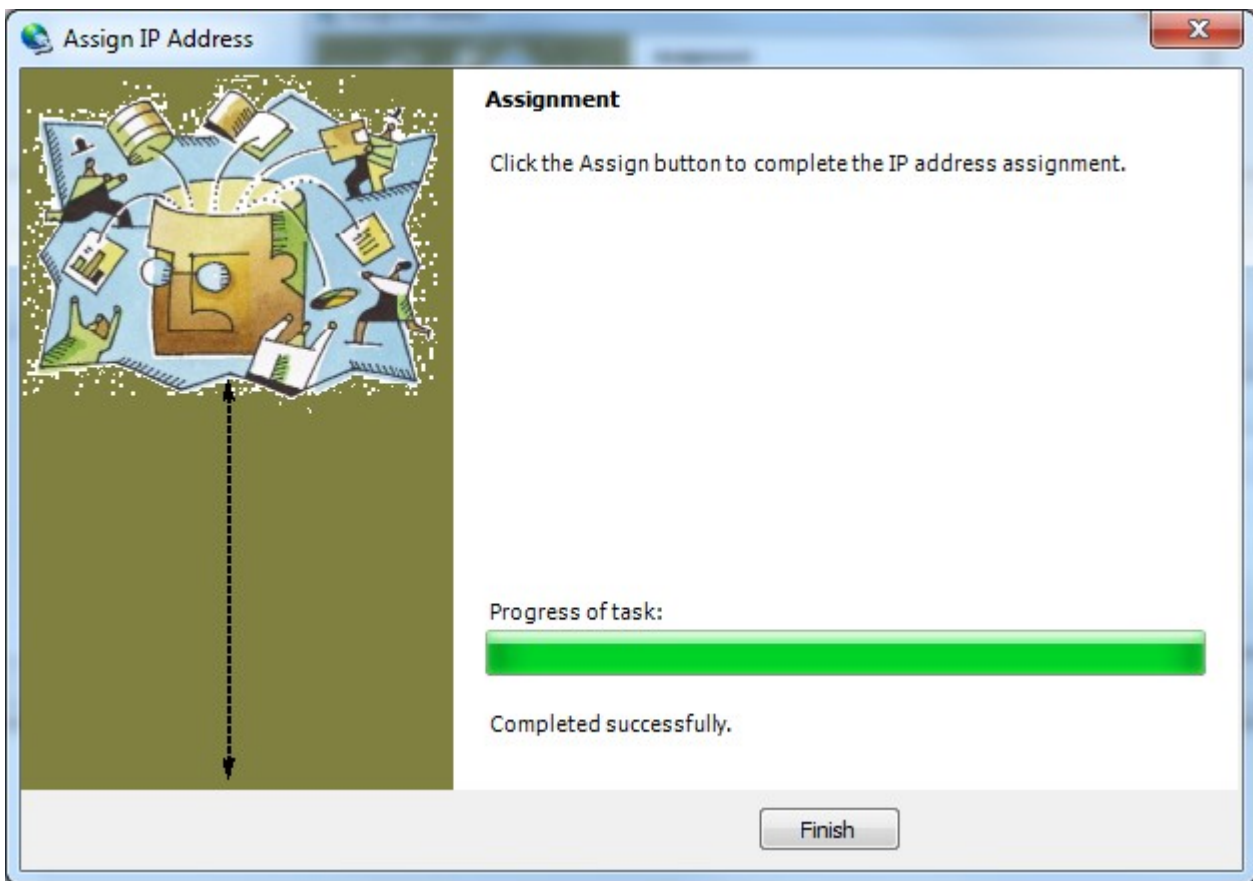 Assign IP Address
Assignment
Click the Assign button to complete the IP address assignment.
Progress of task:
Completed successfully.
Finish